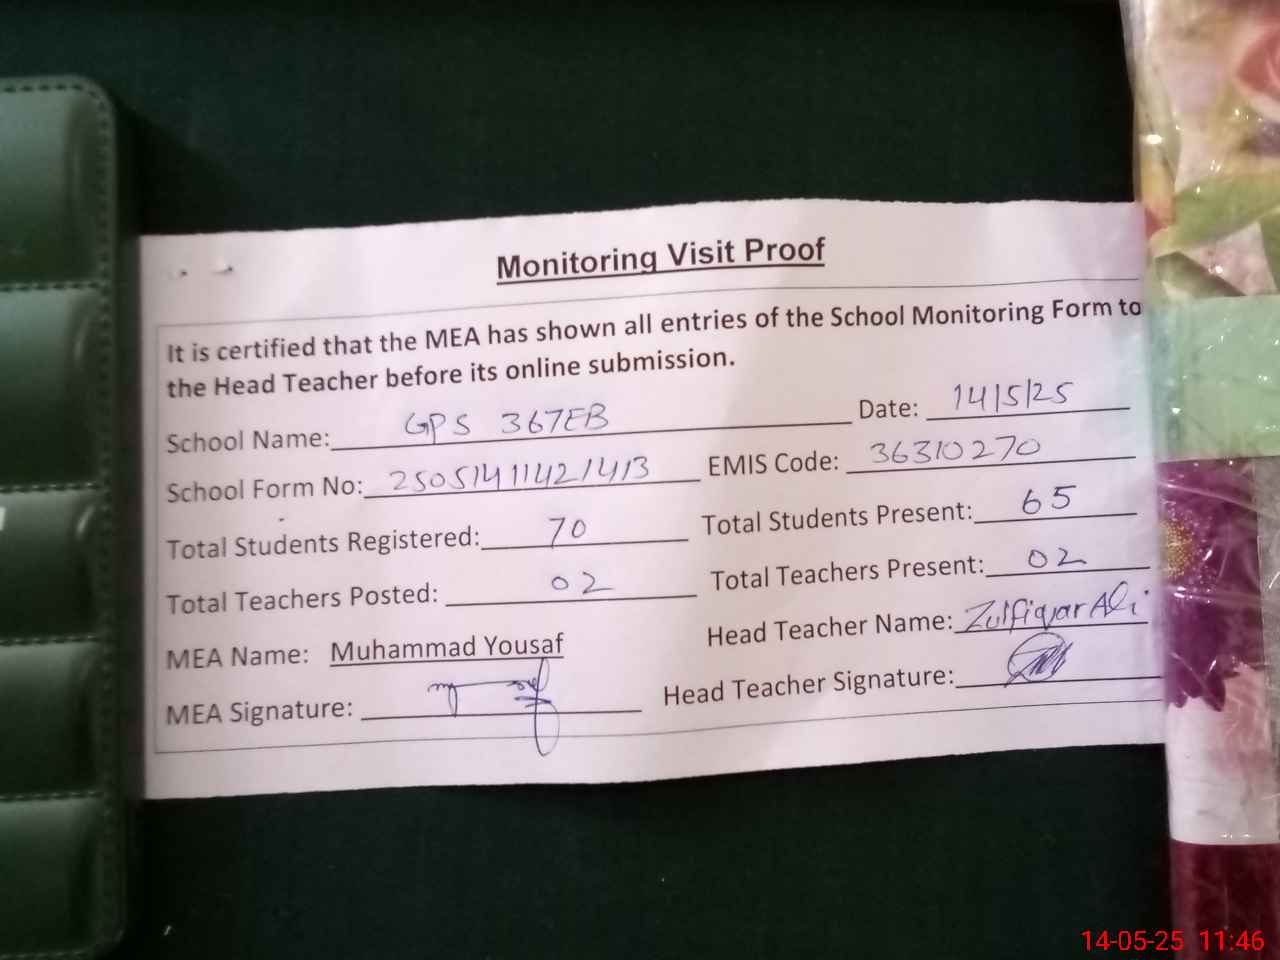 Monitoring Visit Proof
It is certified that the MEA has shown all entries of the School Monitoring Form to
the Head Teacher before its online submission.
School Name: GPS 367EB Date: 14/5/25
School Form No: 25051411421413 EMIS Code: 36310270
Total Students Registered: 70 Total Students Present: 65
Total Teachers Posted: 02 Total Teachers Present: 02
MEA Name: Muhammad Yousaf Head Teacher Name: Zulfiqar Ali
MEA Signature: Head Teacher Signature:
14-05-25 11:46